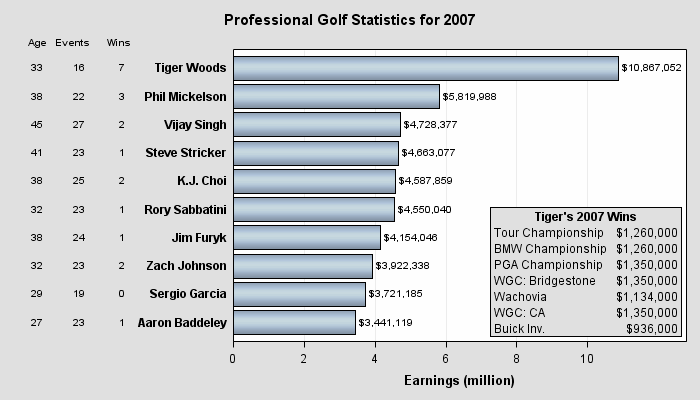 Professional Golf Statistics for 2007
Age Events Wins
33 16 7 Tiger Woods $10,867,052
38 22 3 Phil Mickelson $5,819,988
45 27 2 Vijay Singh $4,728,377
41 23 1 Steve Stricker $4,663,077
38 25 2 K.J. Choi $4,587,859
32 23 1 Rory Sabbatini $4,550,040
38 24 1 Jim Furyk $4,154,046
32 23 2 Zach Johnson $3,922,338
29 19 0 Sergio Garcia $3,721,185
27 23 1 Aaron Baddeley $3,441,119
Tiger's 2007 Wins
Tour Championship $1,260,000
BMW Championship $1,260,000
PGA Championship $1,350,000
WGC: Bridgestone $1,350,000
Wachovia $1,134,000
WGC: CA $1,350,000
Buick Inv. $936,000
0 2 4 6 8 10
Earnings (million)